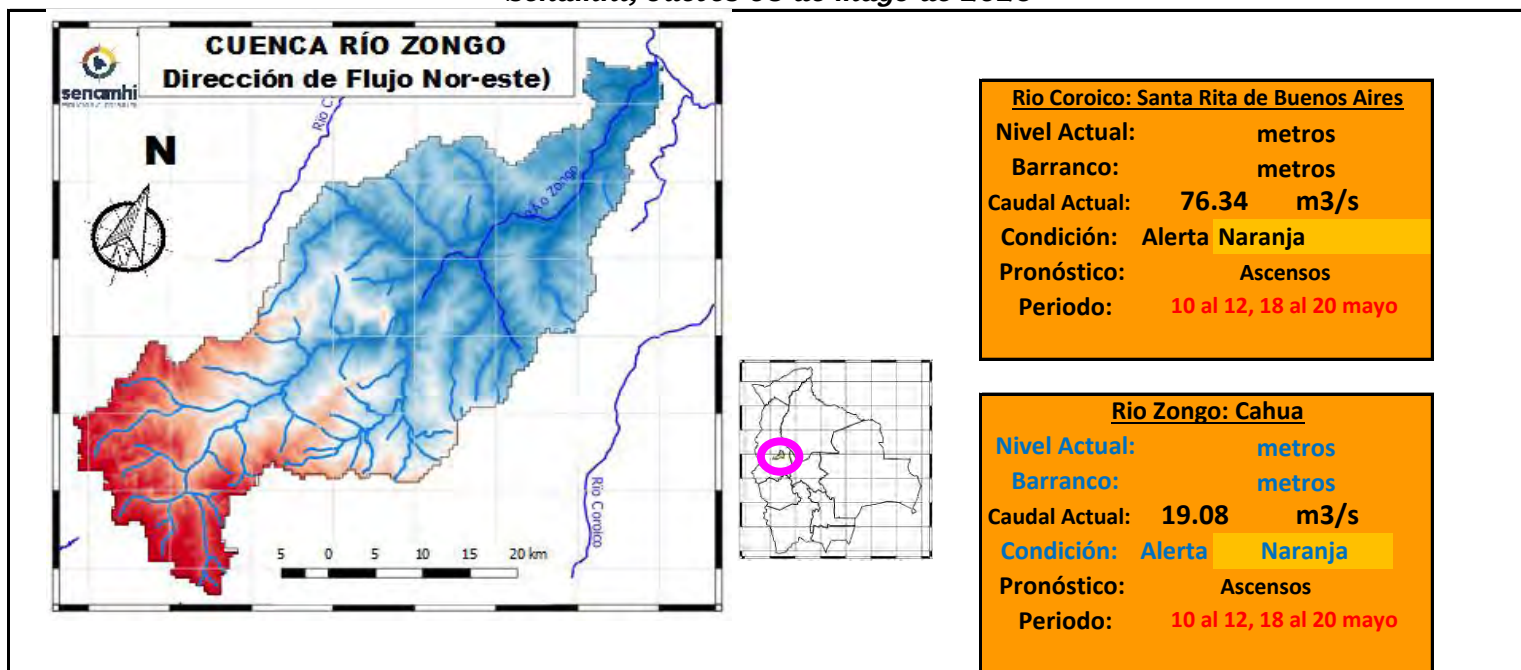 CUENCA RÍO ZONGO
Dirección de Flujo Nor-este)
sencmhi
N
Río C
RÃ­o Zongo
Río Coroico
5 0 5 10 15 20 km
Rio Coroico: Santa Rita de Buenos Aires
Nivel Actual: metros
Barranco: metros
Caudal Actual: 76.34 m3/s
Condición: Alerta Naranja
Pronóstico: Ascensos
Periodo: 10 al 12, 18 al 20 mayo
Rio Zongo: Cahua
Nivel Actual: metros
Barranco: metros
Caudal Actual: 19.08 m3/s
Condición: Alerta Naranja
Pronóstico: Ascensos
Periodo: 10 al 12, 18 al 20 mayo